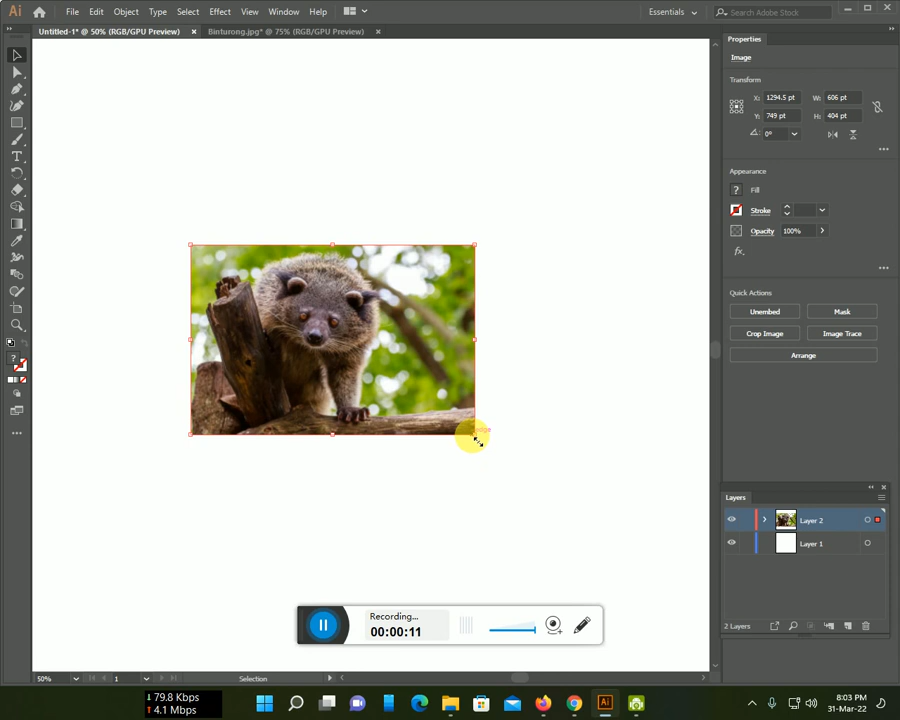 Ai File Edit Object Type Select Effect View Window Help Essentials Search Adobe Stock
Untitled-1* @ 50% (RGB/GPU Preview) × Binturong.jpg* @ 75% (RGB/GPU Preview) ×
Properties
Image
Transform
X: 1294.5 pt W: 606 pt
Y: 749 pt H: 404 pt
0°
Appearance
? Fill
Stroke
Opacity 100%
fx.
Quick Actions
Unembed Mask
Crop Image Image Trace
Arrange
Layers
Layer 2
Layer 1
2 Layers
T
?
Recording...
00:00:11
50% 1 Selection
79.8 Kbps
4.1 Mbps
Ai
8:03 PM
31-Mar-22